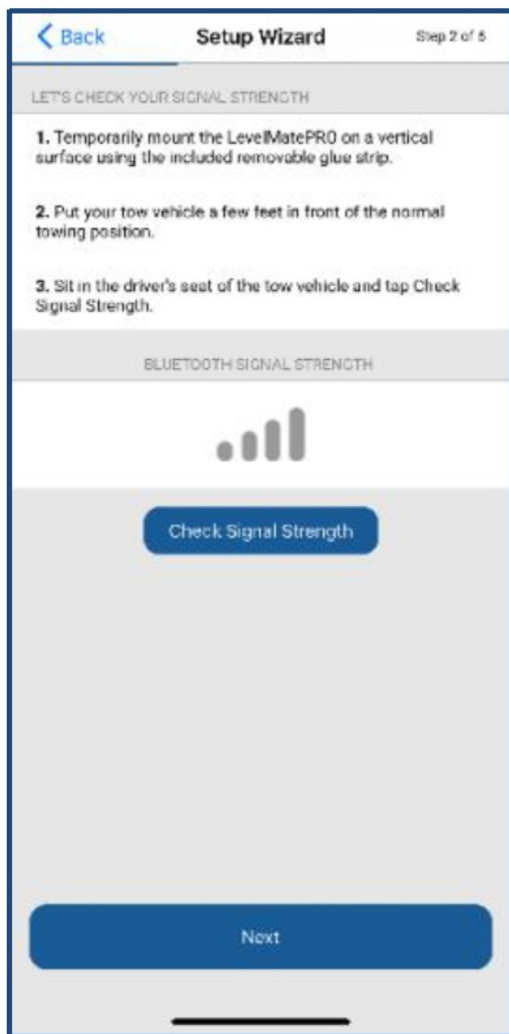 Back
Setup Wizard
Step 2 of 5
LET'S CHECK YOUR SIGNAL STRENGTH
1. Temporarily mount the LevelMatePRO on a vertical
surface using the included removable glue strip.
2. Put your tow vehicle a few feet in front of the normal
towing position.
3. Sit in the driver's seat of the tow vehicle and tap Check
Signal Strength.
BLUETOOTH SIGNAL STRENGTH
Check Signal Strength
Next